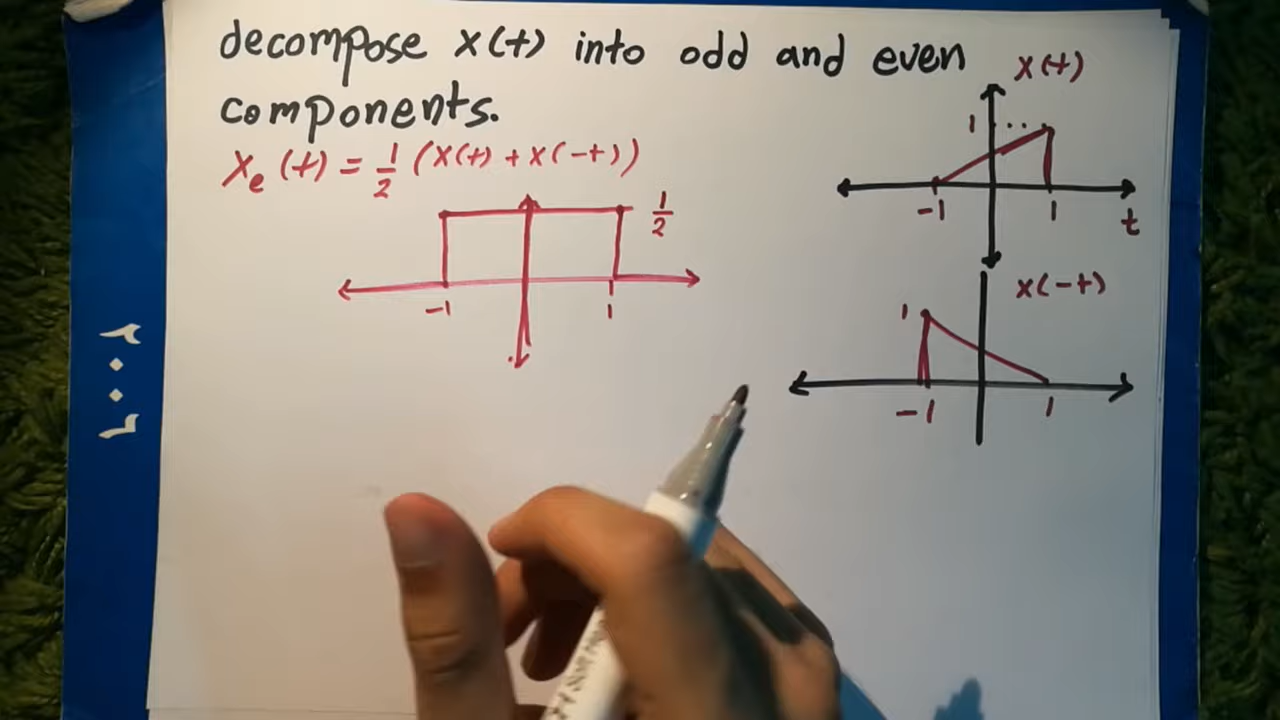 decompose x(t) into odd and even
components.
Xe(t) = 1/2 (x(t) + x(-t))
1/2
-1
1
x(t)
1
-1
1
t
x(-t)
1
-1
1